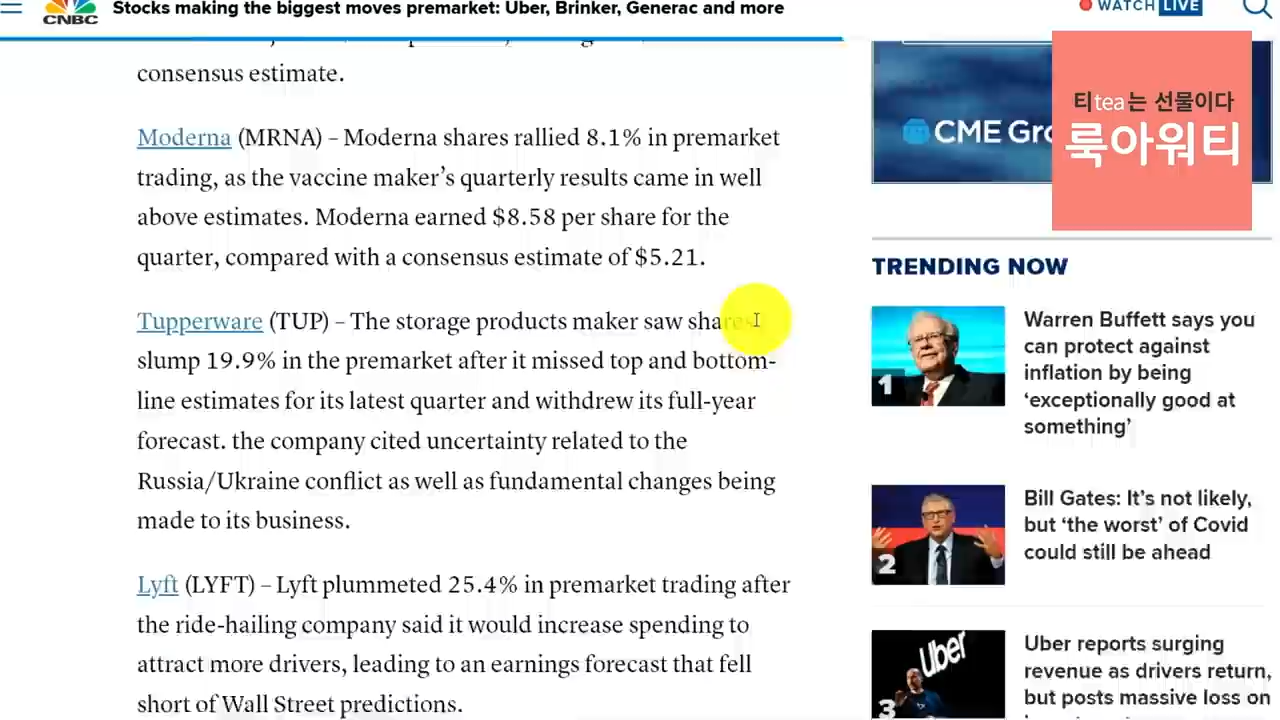 CNBC
Stocks making the biggest moves premarket: Uber, Brinker, Generac and more
WATCH LIVE
consensus estimate.
Moderna (MRNA) – Moderna shares rallied 8.1% in premarket
trading, as the vaccine maker’s quarterly results came in well
above estimates. Moderna earned $8.58 per share for the
quarter, compared with a consensus estimate of $5.21.
Tupperware (TUP) – The storage products maker saw shares
slump 19.9% in the premarket after it missed top and bottom-
line estimates for its latest quarter and withdrew its full-year
forecast. the company cited uncertainty related to the
Russia/Ukraine conflict as well as fundamental changes being
made to its business.
Lyft (LYFT) – Lyft plummeted 25.4% in premarket trading after
the ride-hailing company said it would increase spending to
attract more drivers, leading to an earnings forecast that fell
short of Wall Street predictions.
CME Gro
티tea는 선물이다
룩아워티
TRENDING NOW
1
Warren Buffett says you
can protect against
inflation by being
‘exceptionally good at
something’
2
Bill Gates: It’s not likely,
but ‘the worst’ of Covid
could still be ahead
Uber
3
Uber reports surging
revenue as drivers return,
but posts massive loss on